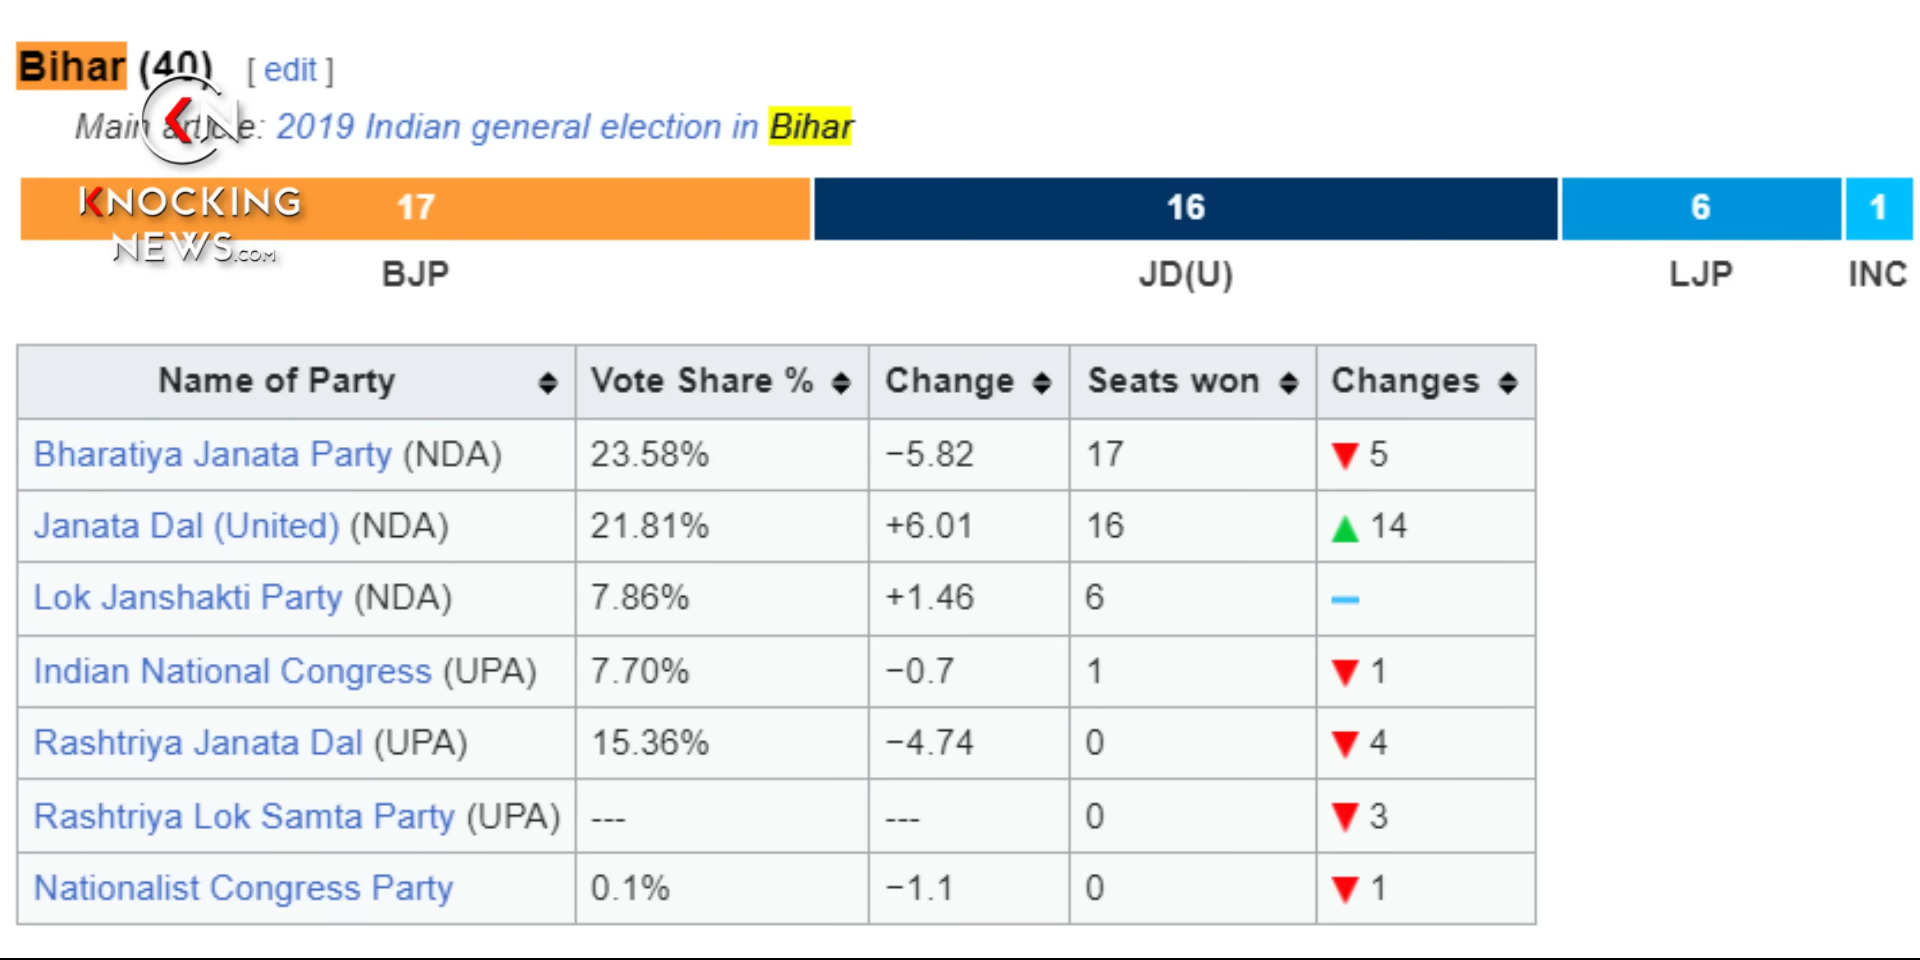 Bihar (40) [ edit ]
Main article: 2019 Indian general election in Bihar
KN
KNOCKING
NEWS.COM
17 16 6 1
BJP JD(U) LJP INC
Name of Party Vote Share % Change Seats won Changes
Bharatiya Janata Party (NDA) 23.58% −5.82 17 ▼ 5
Janata Dal (United) (NDA) 21.81% +6.01 16 ▲ 14
Lok Janshakti Party (NDA) 7.86% +1.46 6 –
Indian National Congress (UPA) 7.70% −0.7 1 ▼ 1
Rashtriya Janata Dal (UPA) 15.36% −4.74 0 ▼ 4
Rashtriya Lok Samta Party (UPA) --- --- 0 ▼ 3
Nationalist Congress Party 0.1% −1.1 0 ▼ 1